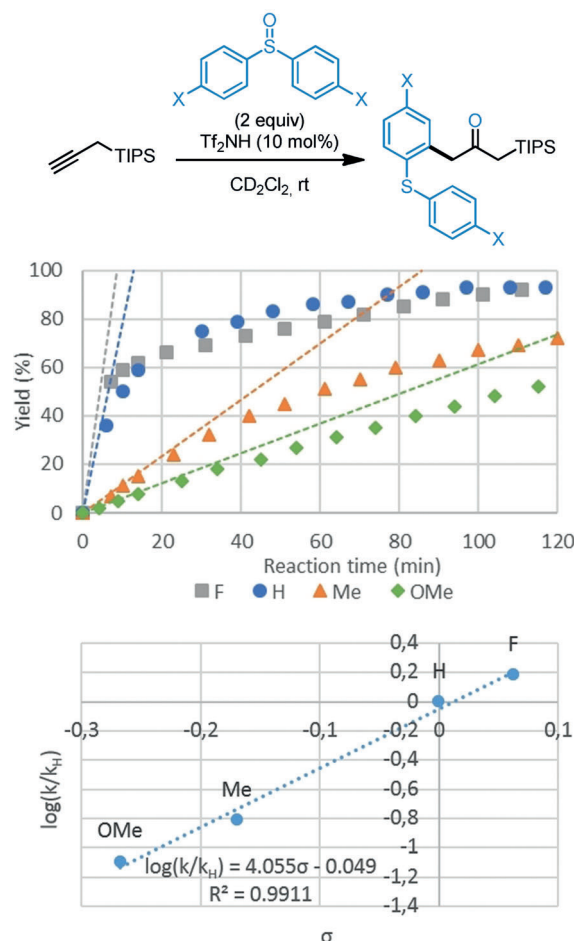 O
S
X
X
(2 equiv)
Tf₂NH (10 mol%)
TIPS
CD₂Cl₂, rt
X
O
TIPS
S
X
100
80
60
40
20
0
Yield (%)
0 20 40 60 80 100 120
Reaction time (min)
F H Me OMe
0,4
F
H
0,2
0
-0,3 -0,2 -0,1 0 0,1
-0,2
-0,4
-0,6
Me
-0,8
OMe
-1
log(k/k_H) = 4.055σ - 0.049
-1,2
R² = 0.9911
-1,4
log(k/k_H)
σ